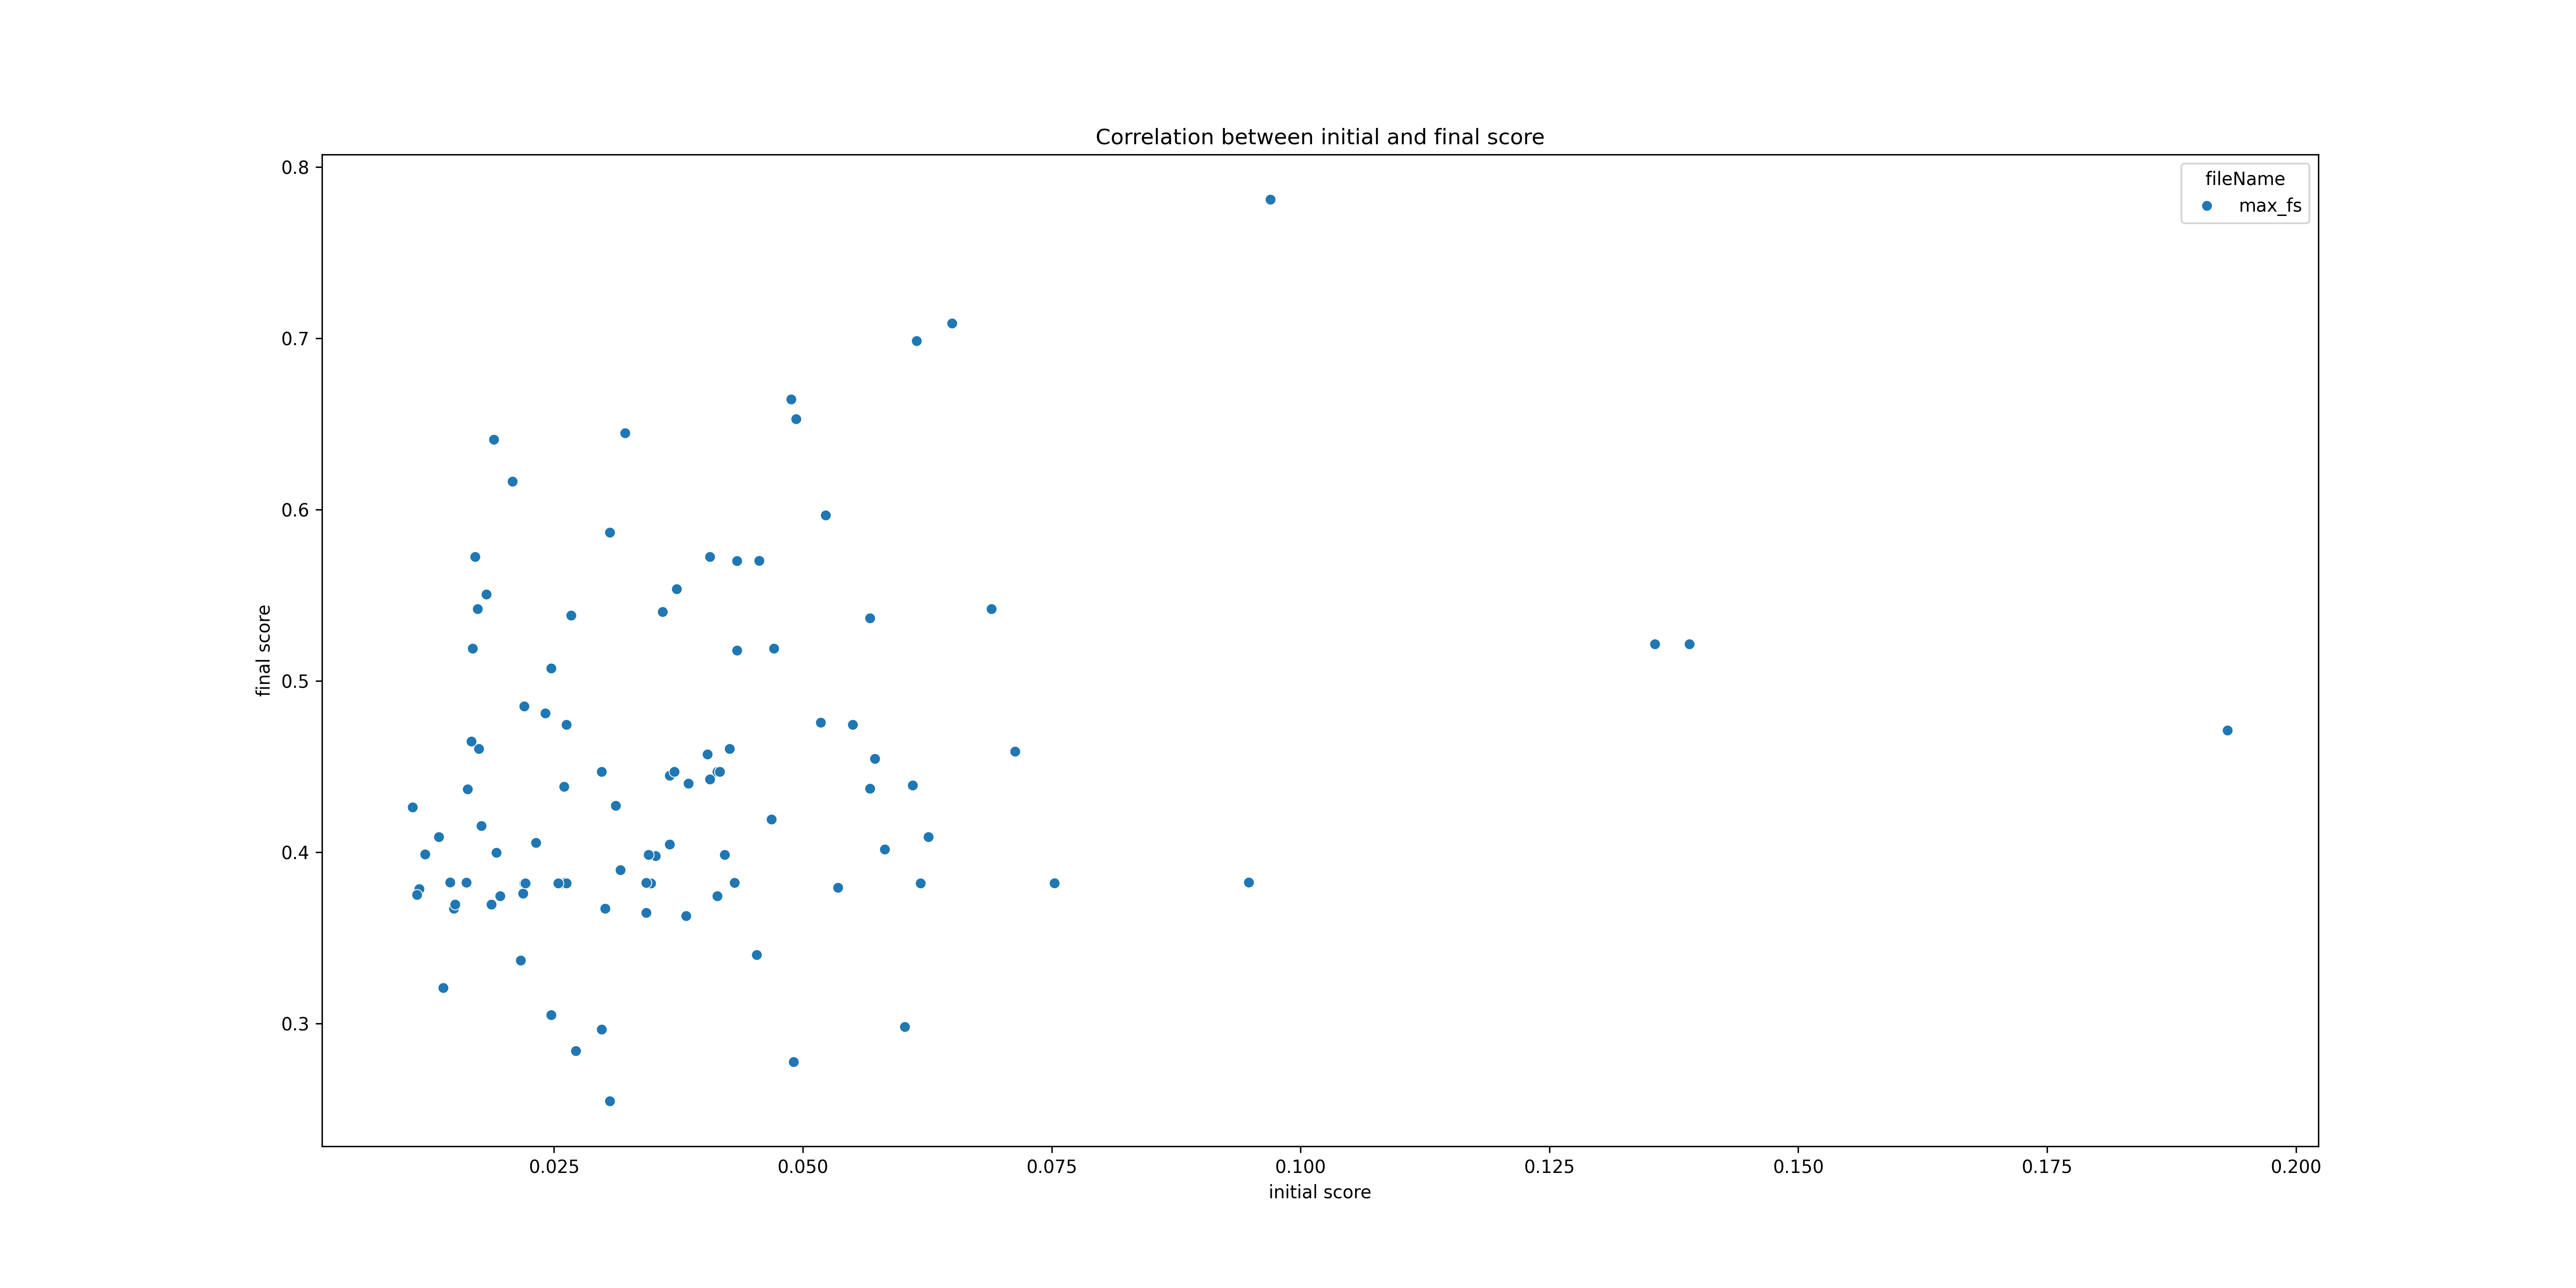 Correlation between initial and final score
fileName
max_fs
0.8
0.7
0.6
0.5
0.4
0.3
final score
0.025 0.050 0.075 0.100 0.125 0.150 0.175 0.200
initial score